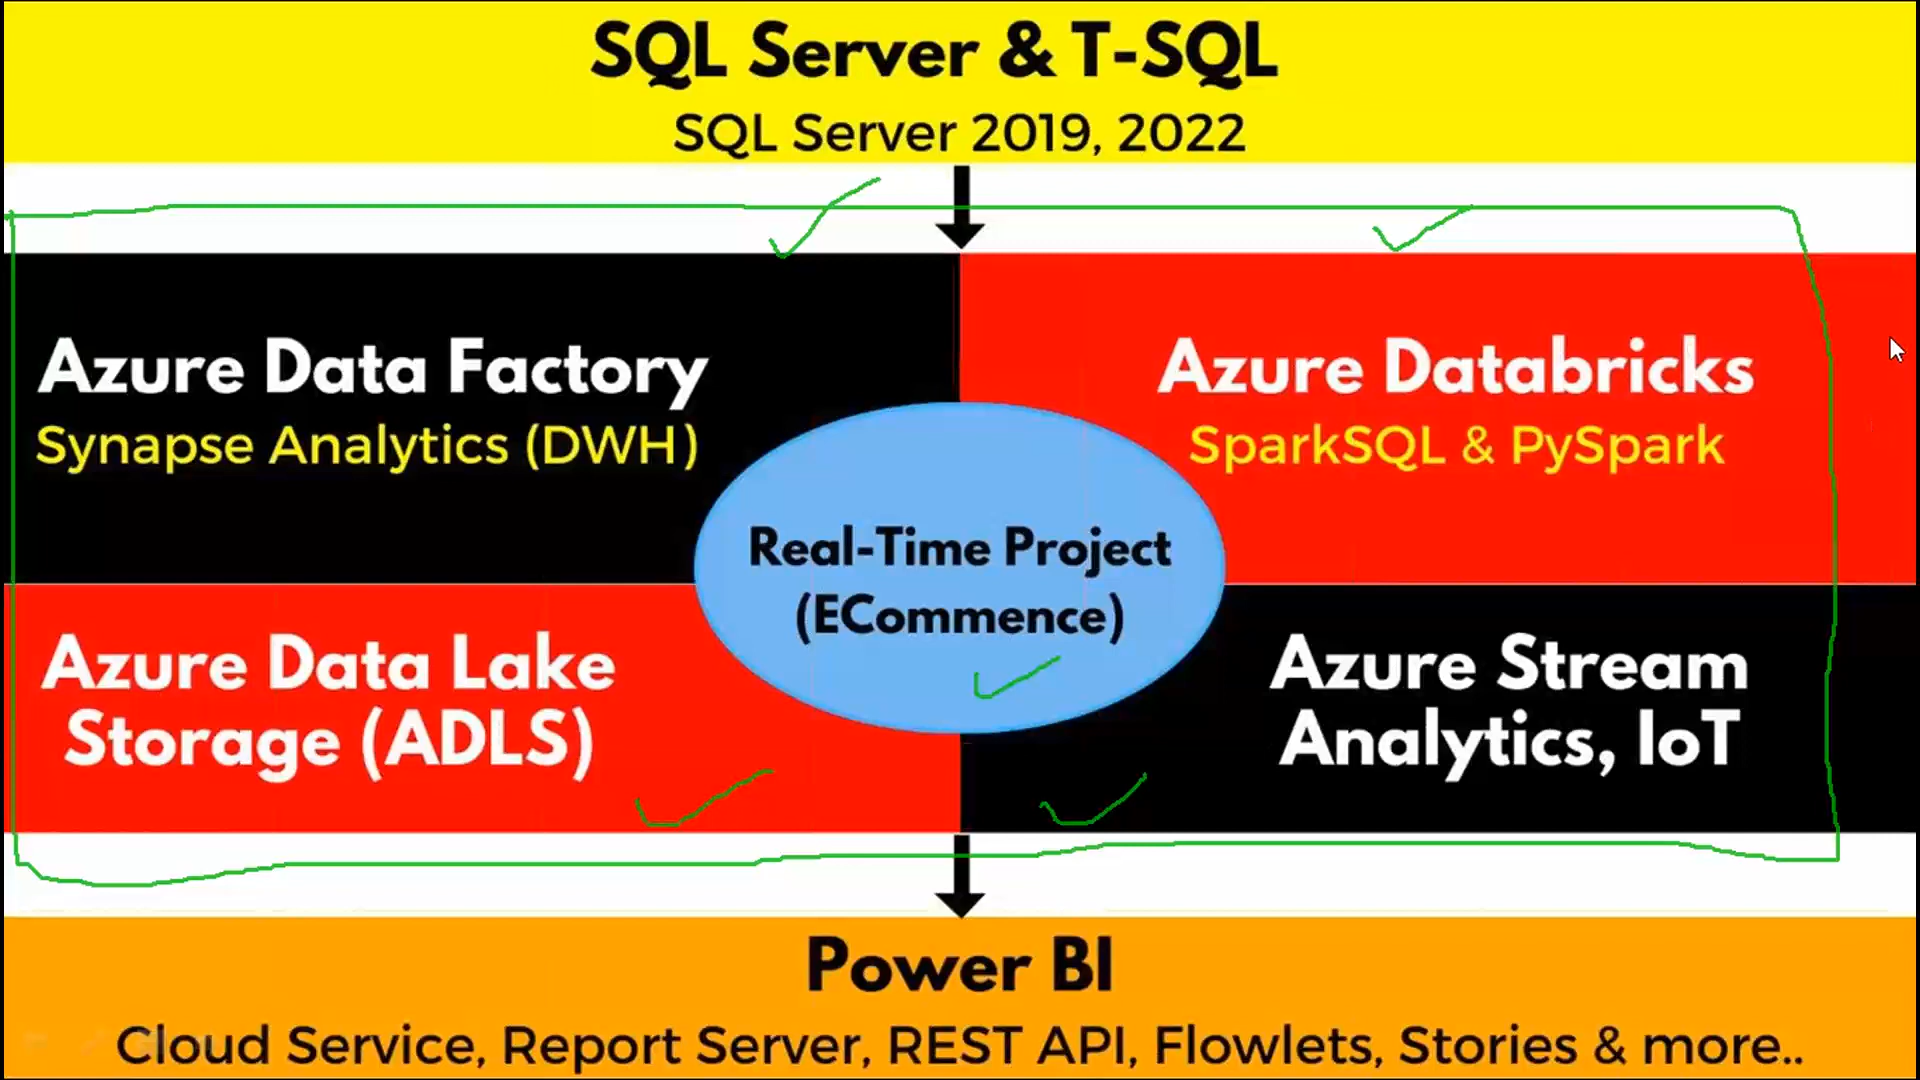 SQL Server & T-SQL
SQL Server 2019, 2022
Azure Data Factory
Synapse Analytics (DWH)
Azure Databricks
SparkSQL & PySpark
Real-Time Project
(ECommence)
Azure Data Lake
Storage (ADLS)
Azure Stream
Analytics, IoT
Power BI
Cloud Service, Report Server, REST API, Flowlets, Stories & more..